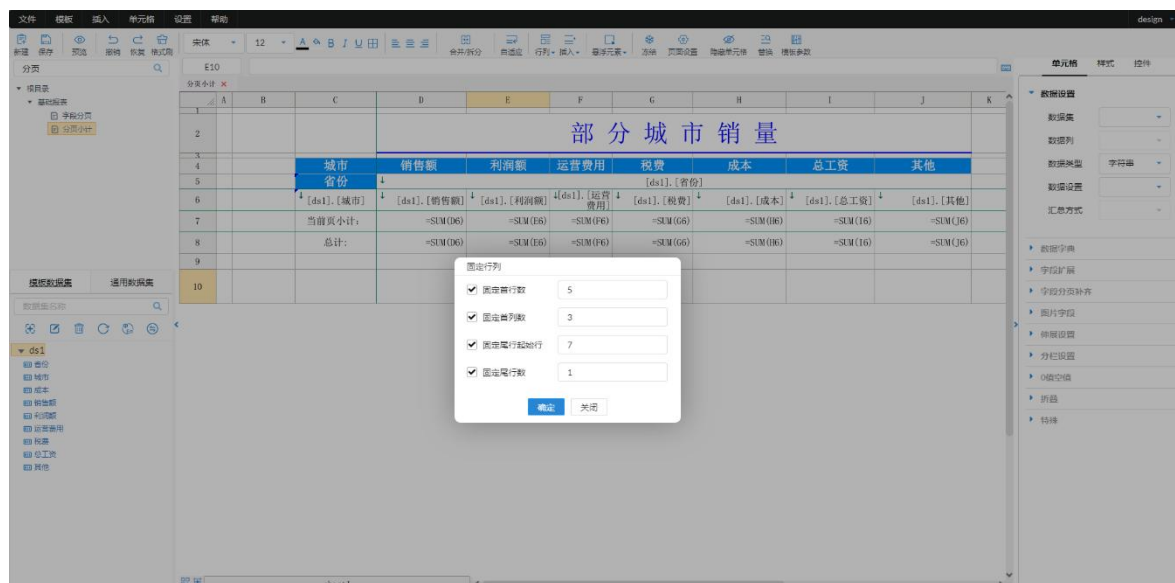 文件 模板 插入 单元格 设置 帮助 design
新建 保存 预览 撤销 恢复 格式刷 宋体 12 A B I U 合并/拆分 自适应 行列 插入 悬浮元素 冻结 页面设置 隐藏单元格 替换 模板参数
分页 E10 单元格 样式 控件
分页小计 ×
根目录
基础报表
字段分页
分页小计
A B C D E F G H I J K
1
2 部分城市销量
3
4 城市 销售额 利润额 运营费用 税费 成本 总工资 其他
5 省份 [ds1].[省份]
6 [ds1].[城市] [ds1].[销售额] [ds1].[利润额] [ds1].[运营费用] [ds1].[税费] [ds1].[成本] [ds1].[总工资] [ds1].[其他]
7 当前页小计: =SUM(D6) =SUM(E6) =SUM(F6) =SUM(G6) =SUM(H6) =SUM(I6) =SUM(J6)
8 总计: =SUM(D6) =SUM(E6) =SUM(F6) =SUM(G6) =SUM(H6) =SUM(I6) =SUM(J6)
9
10
模板数据集 通用数据集
数据集名称
ds1
省份
城市
成本
销售额
利润额
运营费用
税费
总工资
其他
固定行列
固定首行数 5
固定首列数 3
固定尾行起始行 7
固定尾行数 1
确定 关闭
数据设置
数据集
数据列
数据类型 字符串
数据设置
汇总方式
数据字典
字段扩展
字段分页补齐
图片字段
伸展设置
分栏设置
0值空值
折叠
特殊